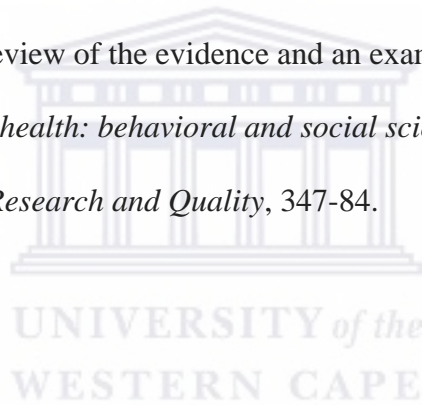 eview of the evidence and an exa
health: behavioral and social sci
Research and Quality, 347-84.
UNIVERSITY of the
WESTERN CAPE